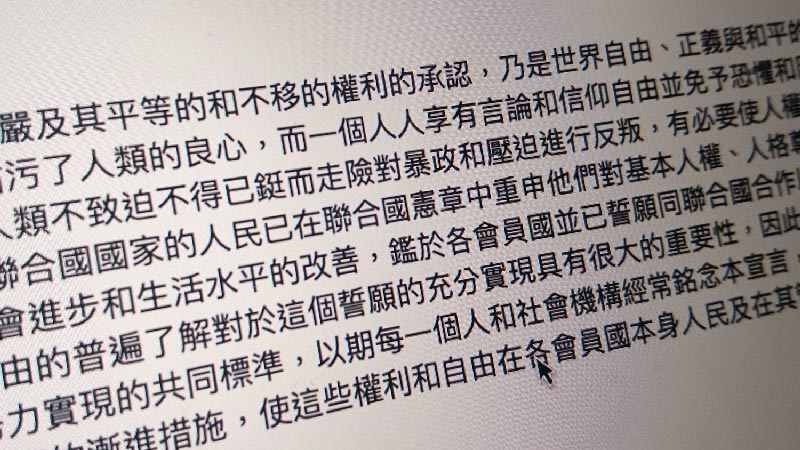 嚴及其平等的和不移的權利的承認，乃是世界自由、正義與和平的
污了人類的良心，而一個人人享有言論和信仰自由並免予恐懼和
人類不致迫不得已鋌而走險對暴政和壓迫進行反叛，有必要使人權
聯合國國家的人民已在聯合國憲章中重申他們對基本人權、人格尊
會進步和生活水平的改善，鑑於各會員國並已誓願同聯合國合作
由的普遍了解對於這個誓願的充分實現具有很大的重要性，因此
力實現的共同標準，以期每一個人和社會機構經常銘念本宣言，
的漸進措施，使這些權利和自由在各會員國本身人民及在其